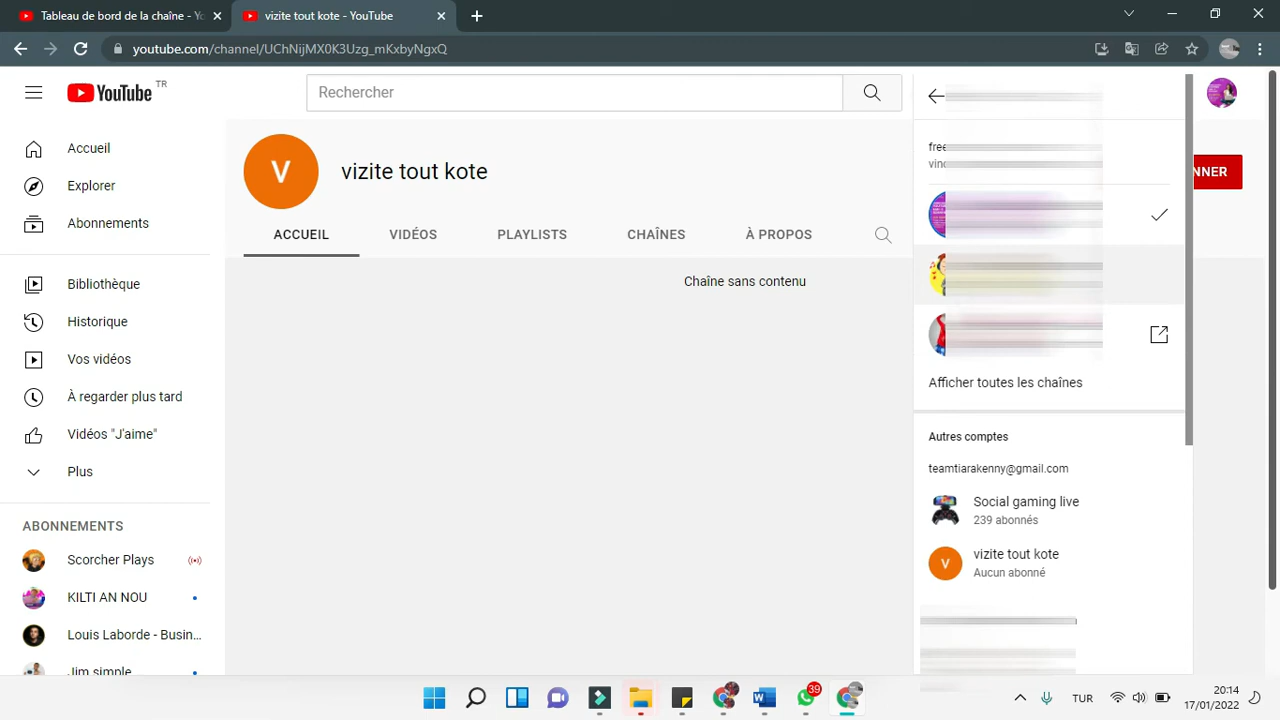 Tableau de bord de la chaîne - Yo
vizite tout kote - YouTube
youtube.com/channel/UChNijMX0K3Uzg_mKxbyNgxQ
YouTube TR
Rechercher
Accueil
Explorer
Abonnements
Bibliothèque
Historique
Vos vidéos
À regarder plus tard
Vidéos "J'aime"
Plus
ABONNEMENTS
Scorcher Plays
KILTI AN NOU
Louis Laborde - Busin...
Jim simple
V
vizite tout kote
ACCUEIL
VIDÉOS
PLAYLISTS
CHAÎNES
À PROPOS
Chaîne sans contenu
NNER
free
Afficher toutes les chaînes
Autres comptes
teamtiarakenny@gmail.com
Social gaming live
239 abonnés
V
vizite tout kote
Aucun abonné
39
TUR
20:14
17/01/2022